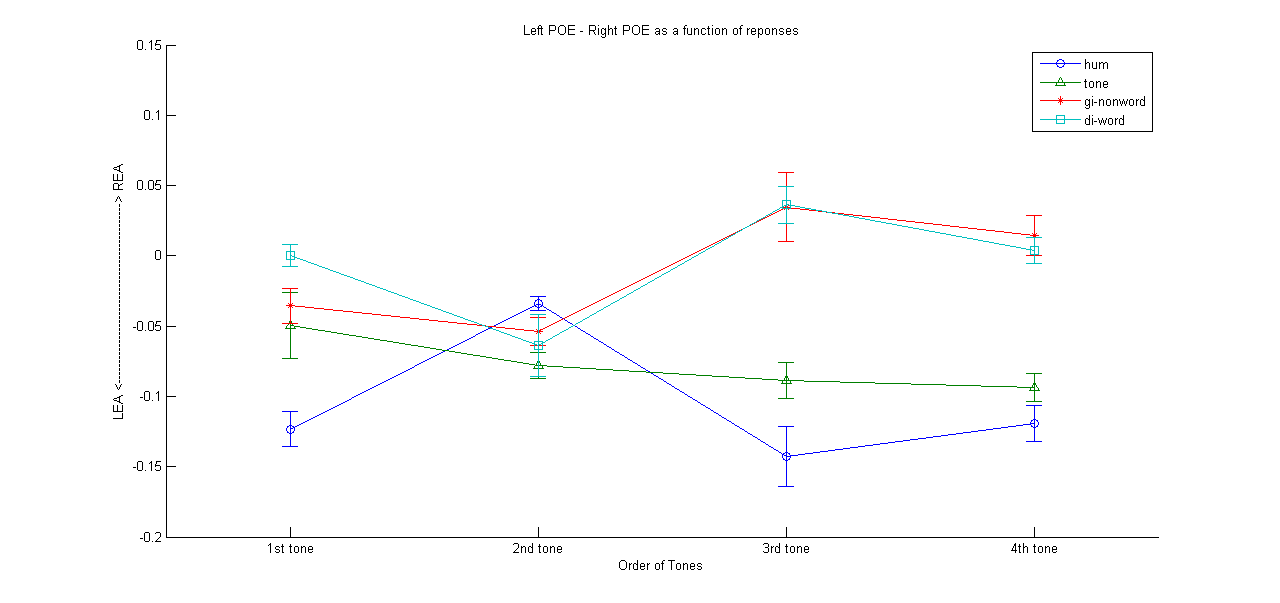 Left POE - Right POE as a function of reponses
0.15
0.1
0.05
0
-0.05
-0.1
-0.15
-0.2
LEA <-----------------------> REA
hum
tone
gi-nonword
di-word
1st tone
2nd tone
3rd tone
4th tone
Order of Tones